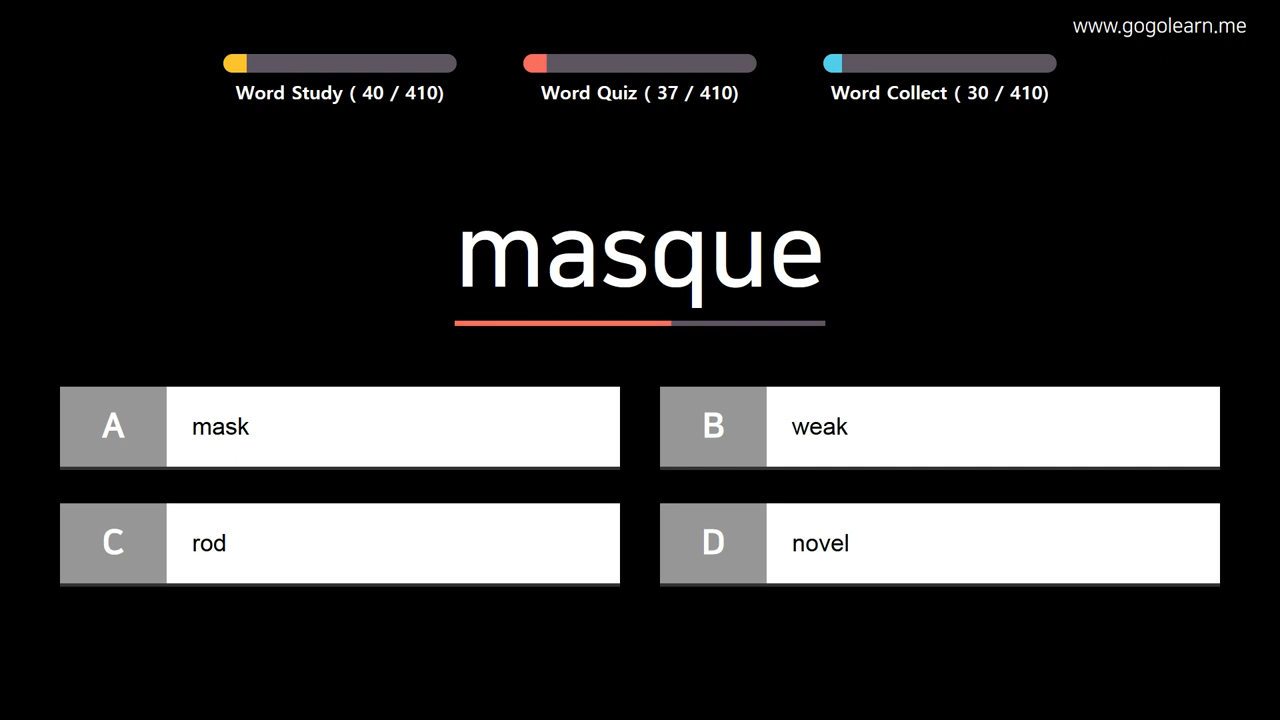 www.gogolearn.me
Word Study ( 40 / 410)
Word Quiz ( 37 / 410)
Word Collect ( 30 / 410)
masque
A mask
B weak
C rod
D novel